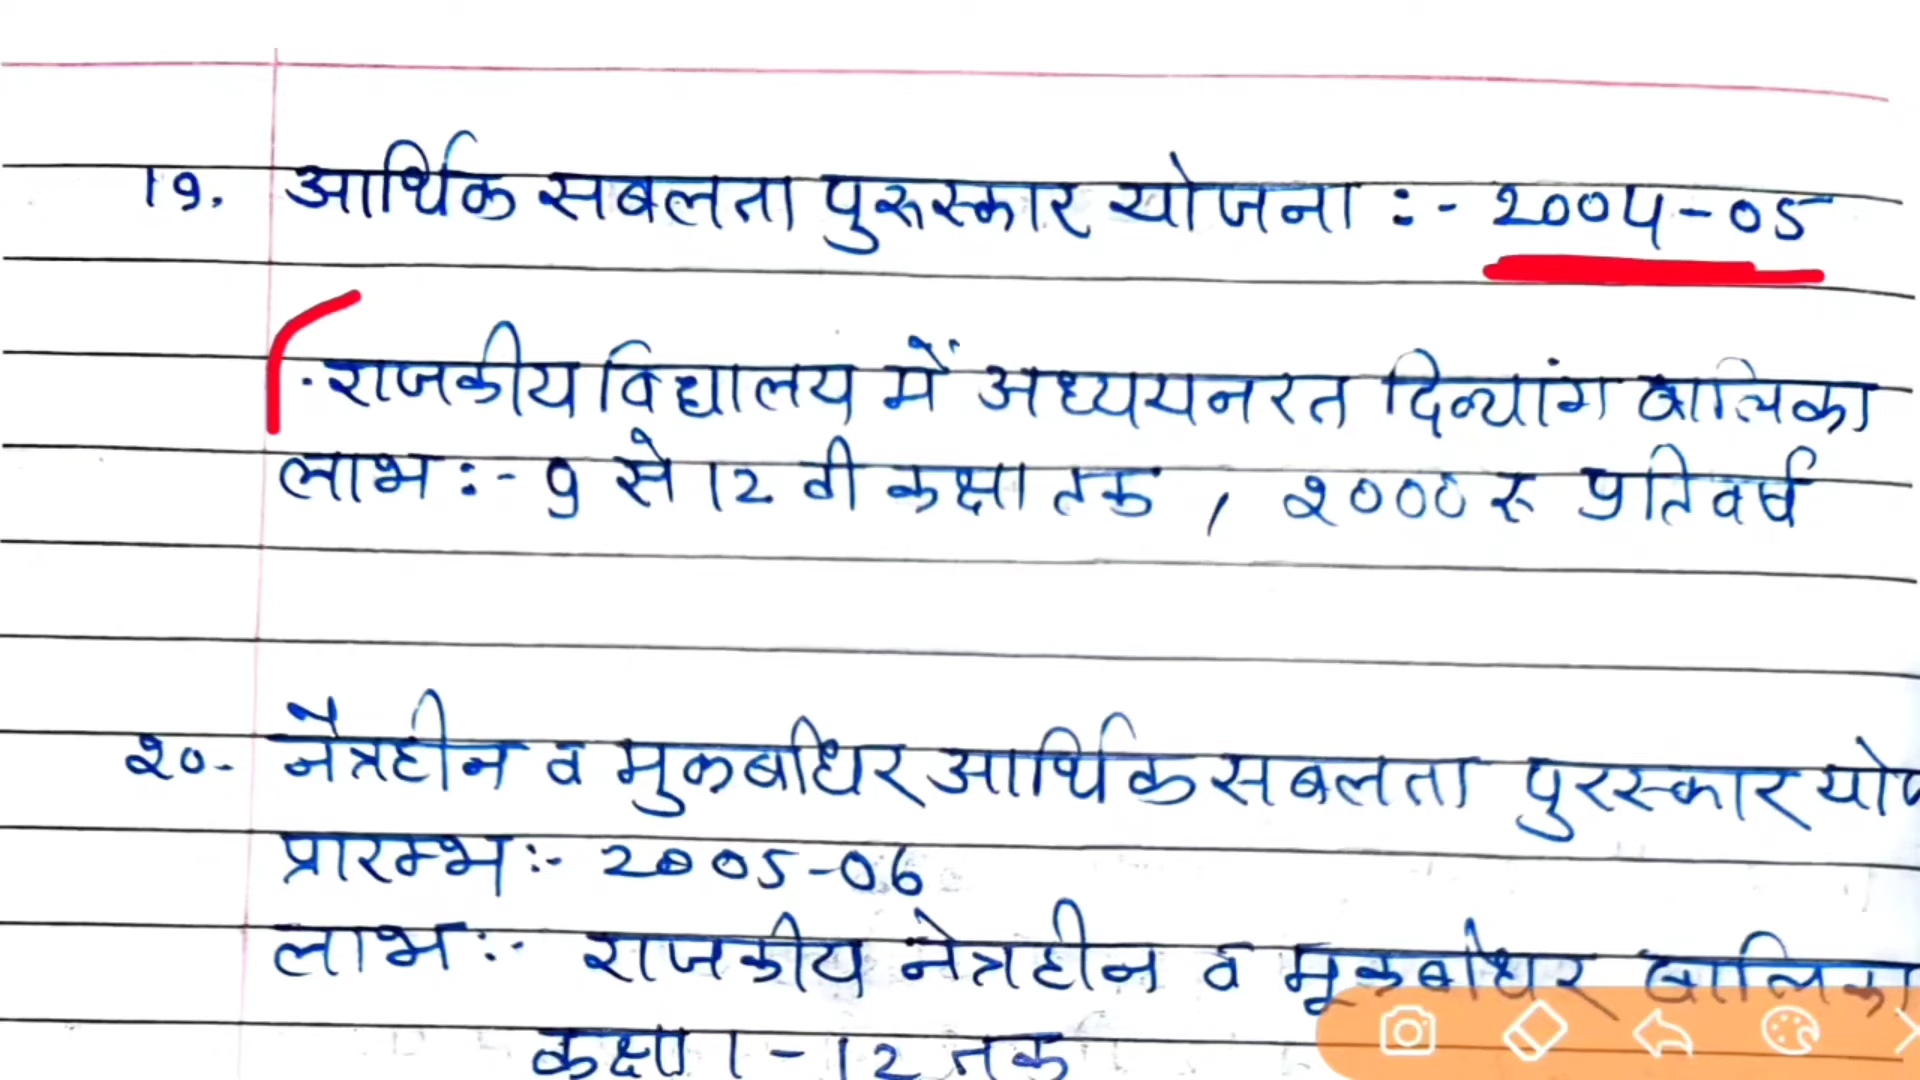 19. आर्थिक सबलता पुरुस्कार योजना :- 2004-05
· राजकीय विद्यालय में अध्ययनरत दिव्यांग बालिका
लाभ :- 9 से 12 वी कक्षा तक , 2000 रु प्रतिवर्ष
20. नैत्रहीन व मुकबधिर आर्थिक सबलता पुरस्कार
प्रारम्भ :- 2005-06
लाभ :- राजकीय नेत्रहीन व मूकबधिर बालिका
कक्षा 1-12 तक